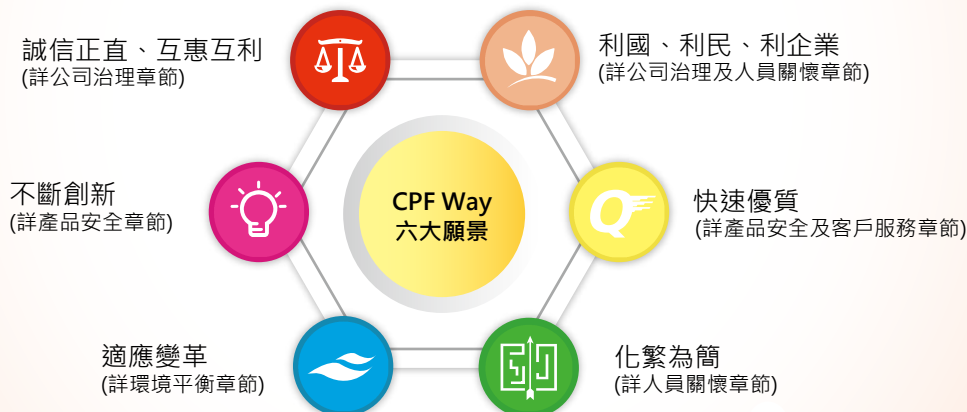 誠信正直、互惠互利
(詳公司治理章節)
利國、利民、利企業
(詳公司治理及人員關懷章節)
不斷創新
(詳產品安全章節)
CPF Way
六大願景
Q
快速優質
(詳產品安全及客戶服務章節)
適應變革
(詳環境平衡章節)
化繁為簡
(詳人員關懷章節)